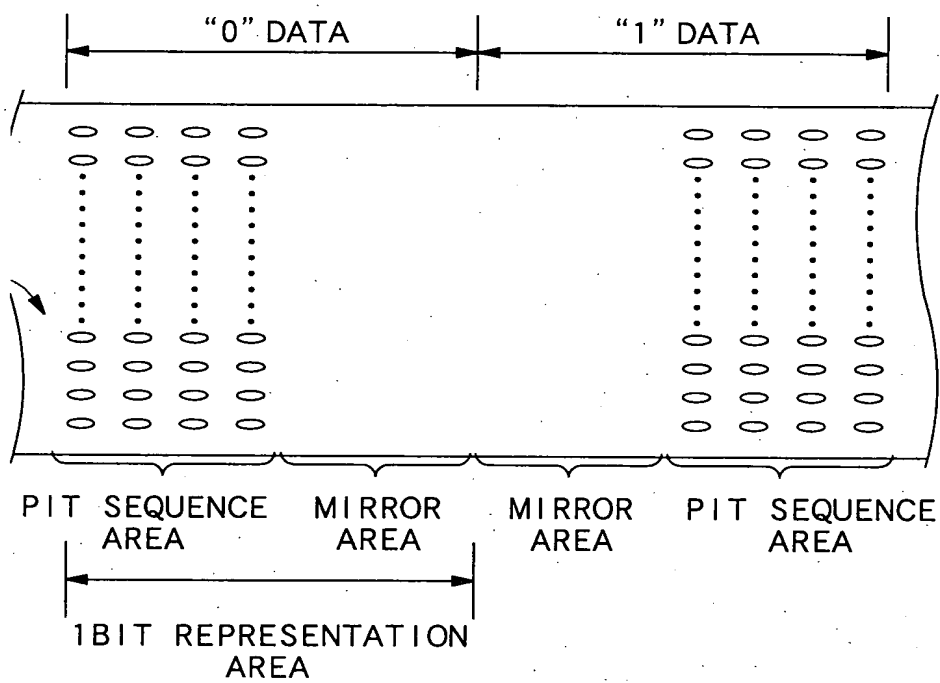 “0” DATA
“1” DATA
PIT SEQUENCE
AREA
MIRROR
AREA
MIRROR
AREA
PIT SEQUENCE
AREA
1BIT REPRESENTATION
AREA